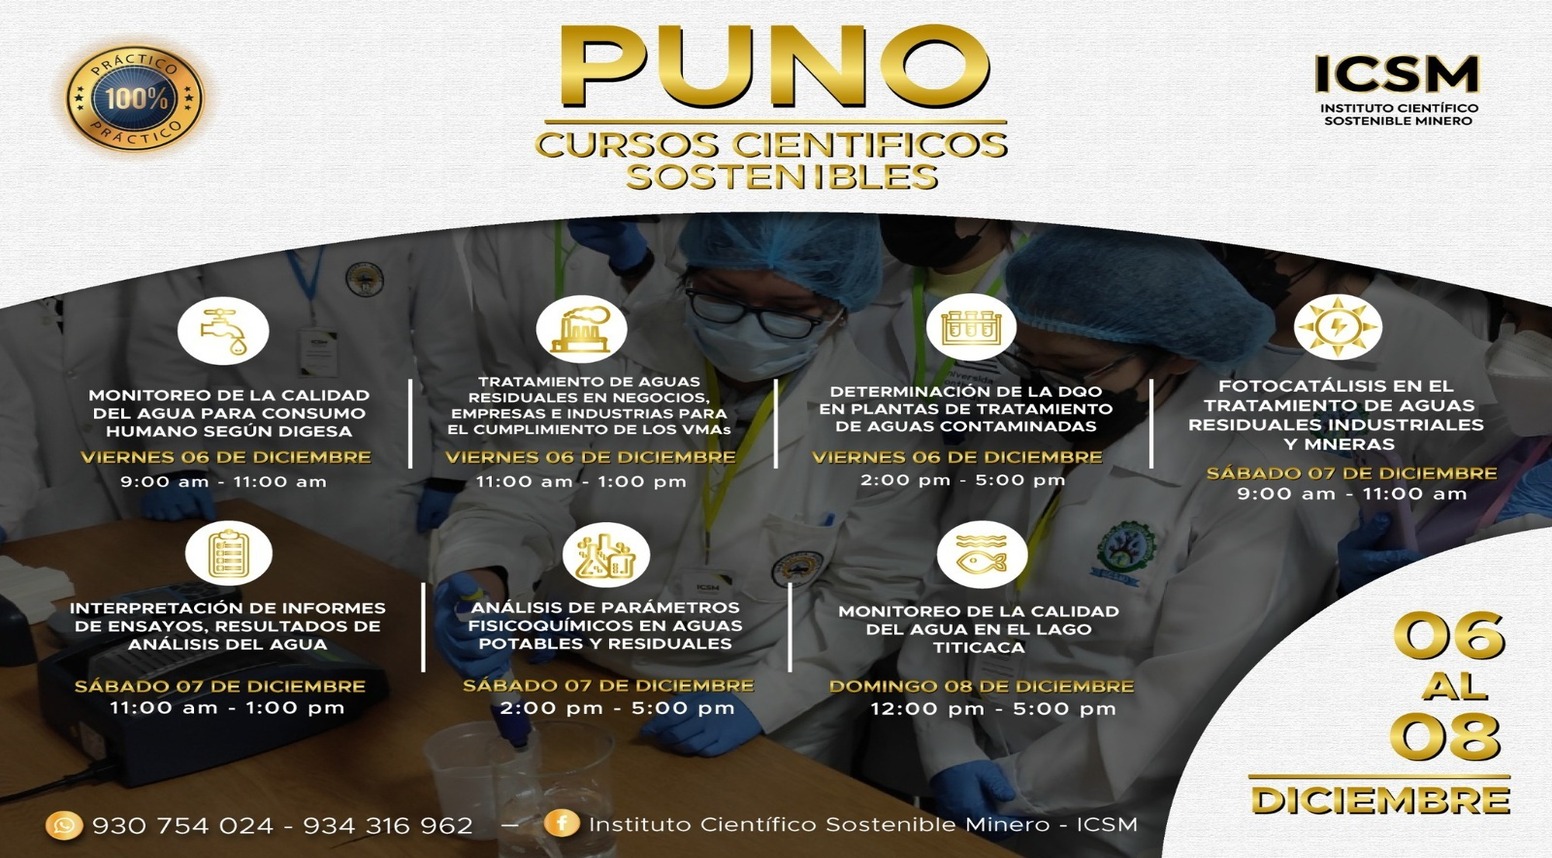 PRÁCTICO
100%
PRÁCTICO
PUNO
CURSOS CIENTIFICOS
SOSTENIBLES
ICSM
INSTITUTO CIENTÍFICO
SOSTENIBLE MINERO
MONITOREO DE LA CALIDAD
DEL AGUA PARA CONSUMO
HUMANO SEGÚN DIGESA
VIERNES 06 DE DICIEMBRE
9:00 am - 11:00 am
TRATAMIENTO DE AGUAS
RESIDUALES EN NEGOCIOS,
EMPRESAS E INDUSTRIAS PARA
EL CUMPLIMIENTO DE LOS VMAs
VIERNES 06 DE DICIEMBRE
11:00 am - 1:00 pm
DETERMINACIÓN DE LA DQO
EN PLANTAS DE TRATAMIENTO
DE AGUAS CONTAMINADAS
VIERNES 06 DE DICIEMBRE
2:00 pm - 5:00 pm
FOTOCATÁLISIS EN EL
TRATAMIENTO DE AGUAS
RESIDUALES INDUSTRIALES
Y MNERAS
SÁBADO 07 DE DICIEMBRE
9:00 am - 11:00 am
INTERPRETACIÓN DE INFORMES
DE ENSAYOS, RESULTADOS DE
ANÁLISIS DEL AGUA
SÁBADO 07 DE DICIEMBRE
11:00 am - 1:00 pm
ANÁLISIS DE PARÁMETROS
FISICOQUÍMICOS EN AGUAS
POTABLES Y RESIDUALES
SÁBADO 07 DE DICIEMBRE
2:00 pm - 5:00 pm
MONITOREO DE LA CALIDAD
DEL AGUA EN EL LAGO
TITICACA
DOMINGO 08 DE DICIEMBRE
12:00 pm - 5:00 pm
06
AL
08
DICIEMBRE
930 754 024 - 934 316 962 — Instituto Científico Sostenible Minero - ICSM
ICSM
ICSM